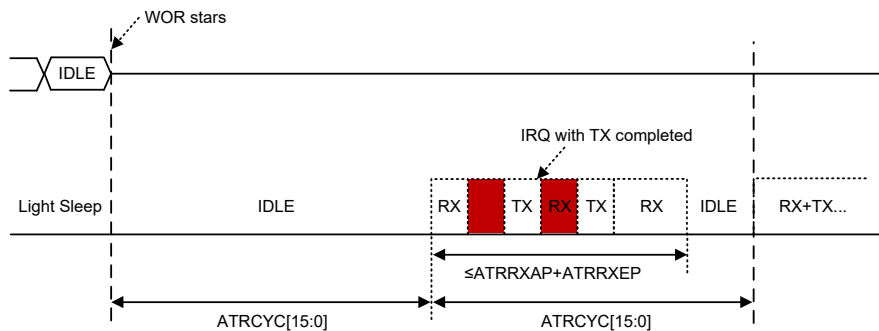 WOR stars
IDLE
IRQ with TX completed
Light Sleep IDLE RX TX RX TX RX IDLE RX+TX...
≤ATRRXAP+ATRRXEP
ATRCYC[15:0] ATRCYC[15:0]